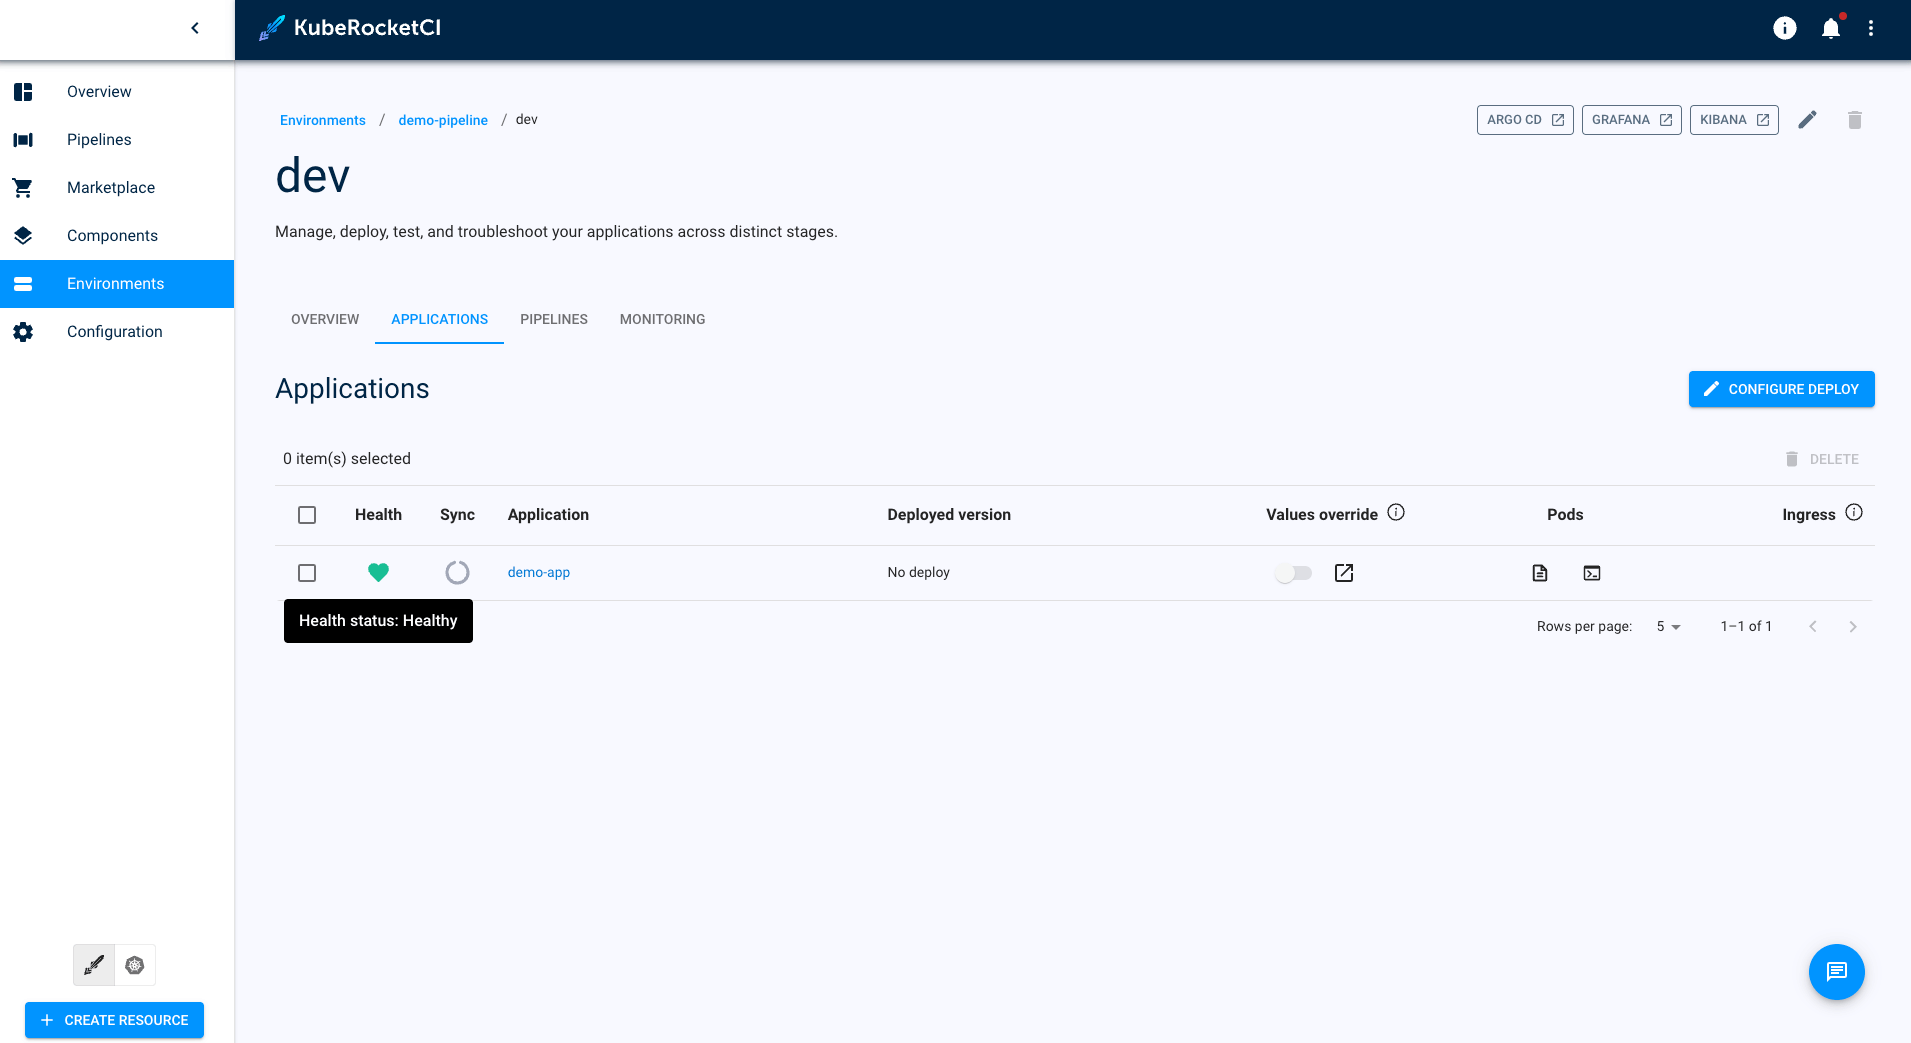 KubeRocketCI
Overview
Pipelines
Marketplace
Components
Environments
Configuration
Environments / demo-pipeline / dev
ARGO CD GRAFANA KIBANA
dev
Manage, deploy, test, and troubleshoot your applications across distinct stages.
OVERVIEW APPLICATIONS PIPELINES MONITORING
Applications
CONFIGURE DEPLOY
0 item(s) selected
DELETE
Health Sync Application Deployed version Values override Pods Ingress
demo-app No deploy
Health status: Healthy
Rows per page: 5 1–1 of 1
CREATE RESOURCE